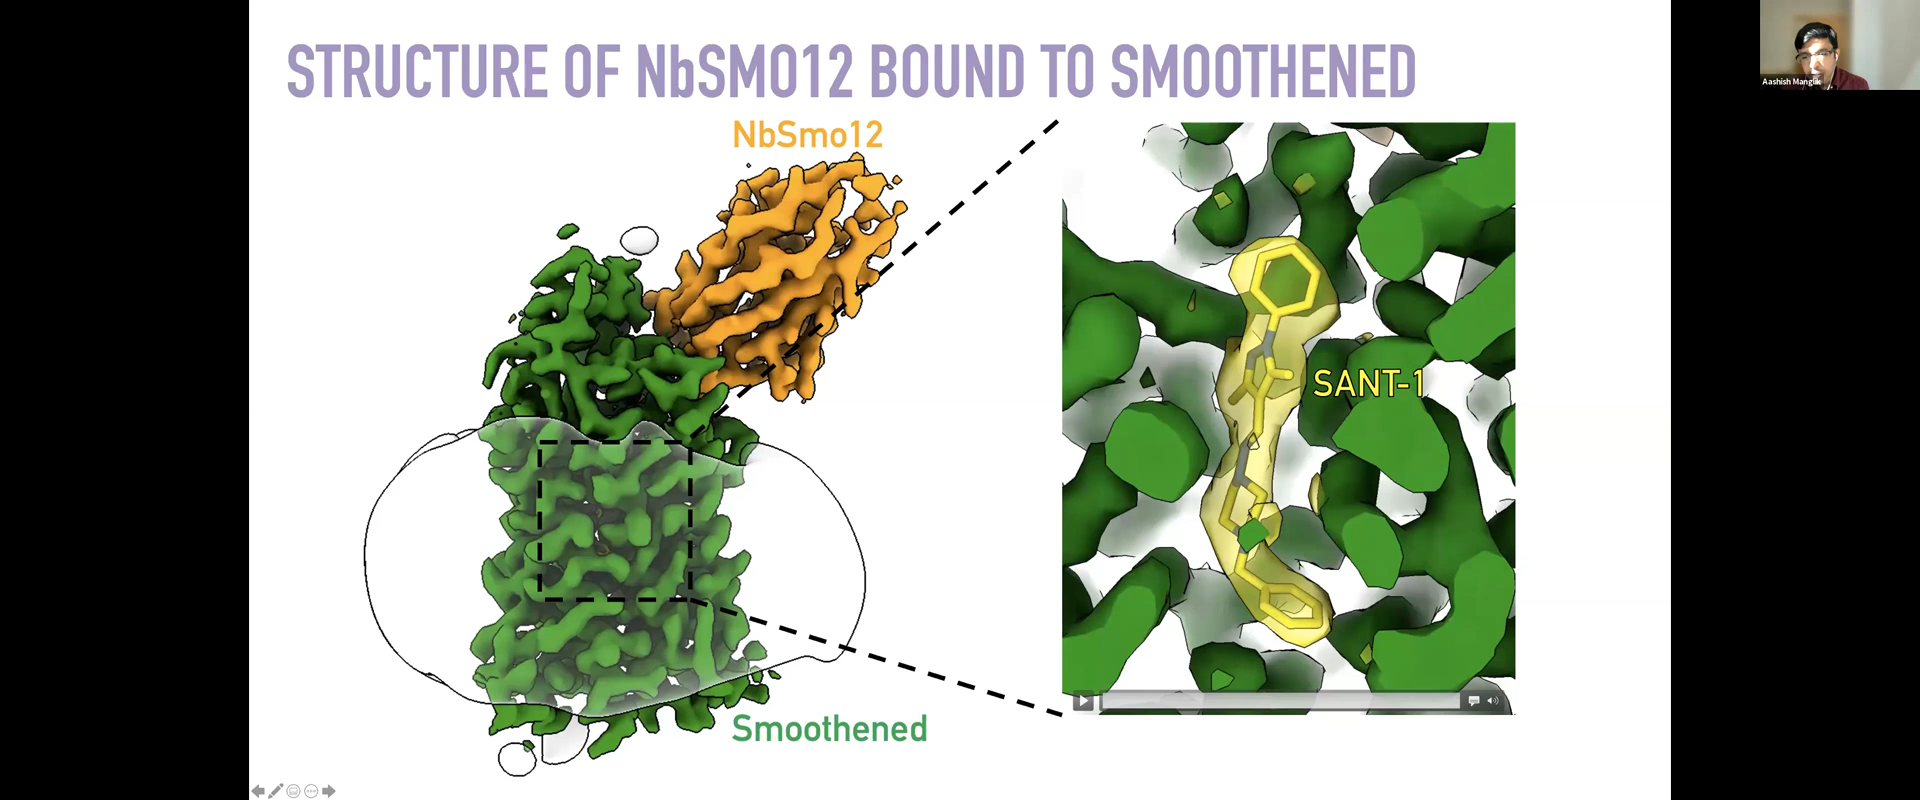 STRUCTURE OF NbSMO12 BOUND TO SMOOTHENED
Aashish Manglik
NbSmo12
SANT-1
Smoothened